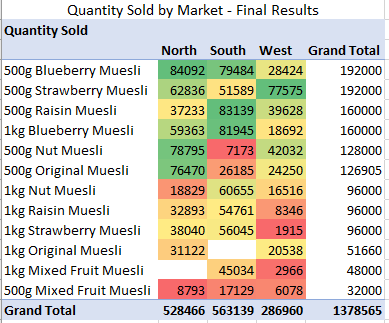 Quantity Sold by Market - Final Results
Quantity Sold
North South West Grand Total
500g Blueberry Muesli 84092 79484 28424 192000
500g Strawberry Muesli 62836 51589 77575 192000
500g Raisin Muesli 37233 83139 39628 160000
1kg Blueberry Muesli 59363 81945 18692 160000
500g Nut Muesli 78795 7173 42032 128000
500g Original Muesli 76470 26185 24250 126905
1kg Nut Muesli 18829 60655 16516 96000
1kg Raisin Muesli 32893 54761 8346 96000
1kg Strawberry Muesli 38040 56045 1915 96000
1kg Original Muesli 31122 20538 51660
1kg Mixed Fruit Muesli 45034 2966 48000
500g Mixed Fruit Muesli 8793 17129 6078 32000
Grand Total 528466 563139 286960 1378565